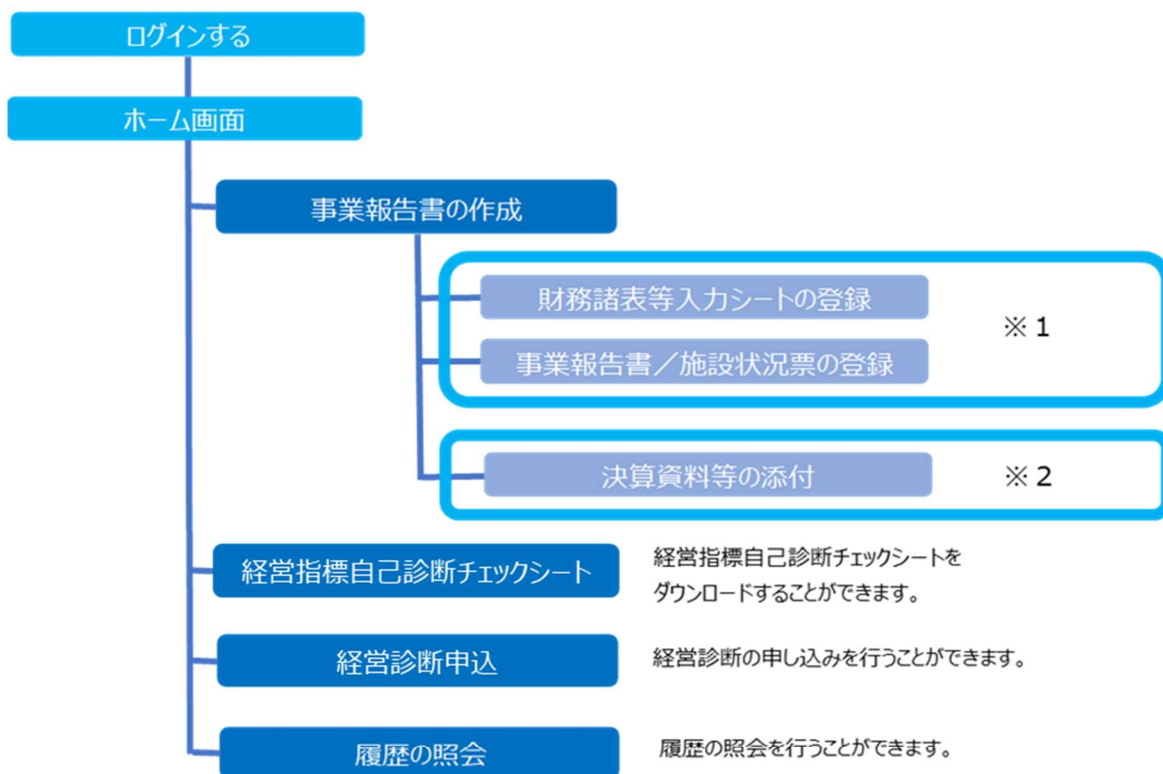 ログインする
ホーム画面
事業報告書の作成
財務諸表等入力シートの登録
※１
事業報告書／施設状況票の登録
決算資料等の添付
※２
経営指標自己診断チェックシート
経営指標自己診断チェックシートを
ダウンロードすることができます。
経営診断申込
経営診断の申し込みを行うことができます。
履歴の照会
履歴の照会を行うことができます。